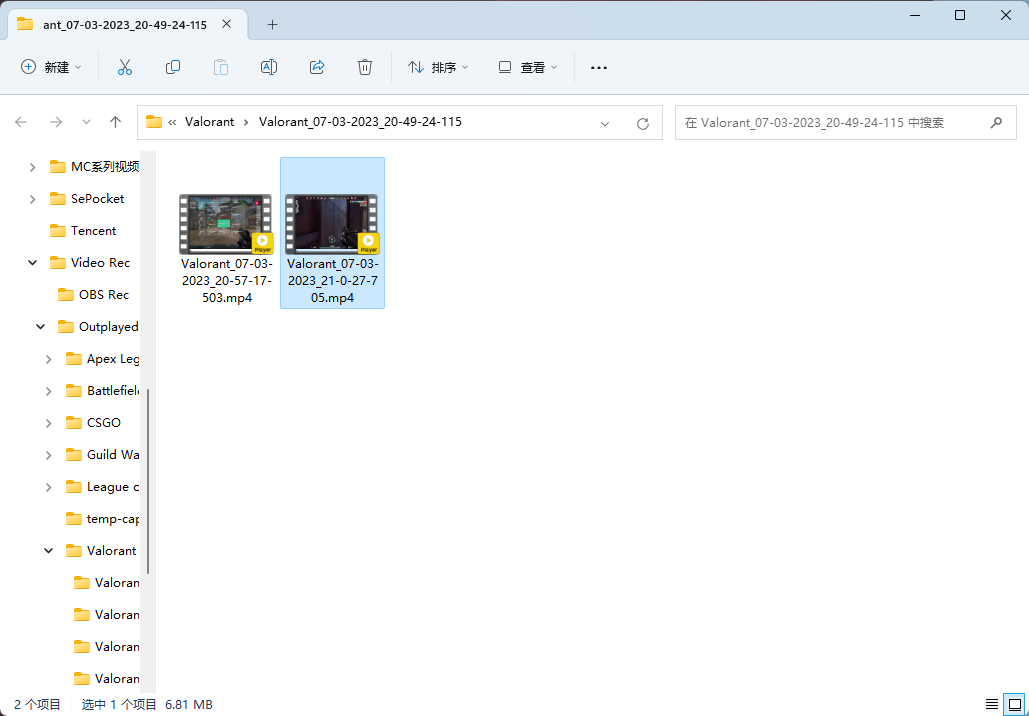 ant_07-03-2023_20-49-24-115
新建
排序
查看
« Valorant › Valorant_07-03-2023_20-49-24-115
在 Valorant_07-03-2023_20-49-24-115 中搜索
MC系列视频
SePocket
Tencent
Video Rec
OBS Rec
Outplayed
Apex Leg
Battlefiel
CSGO
Guild Wa
League o
temp-cap
Valorant
Valoran
Valoran
Valoran
Valoran
Player
Valorant_07-03-
2023_20-57-17-
503.mp4
Player
Valorant_07-03-
2023_21-0-27-7
05.mp4
2 个项目
选中 1 个项目 6.81 MB